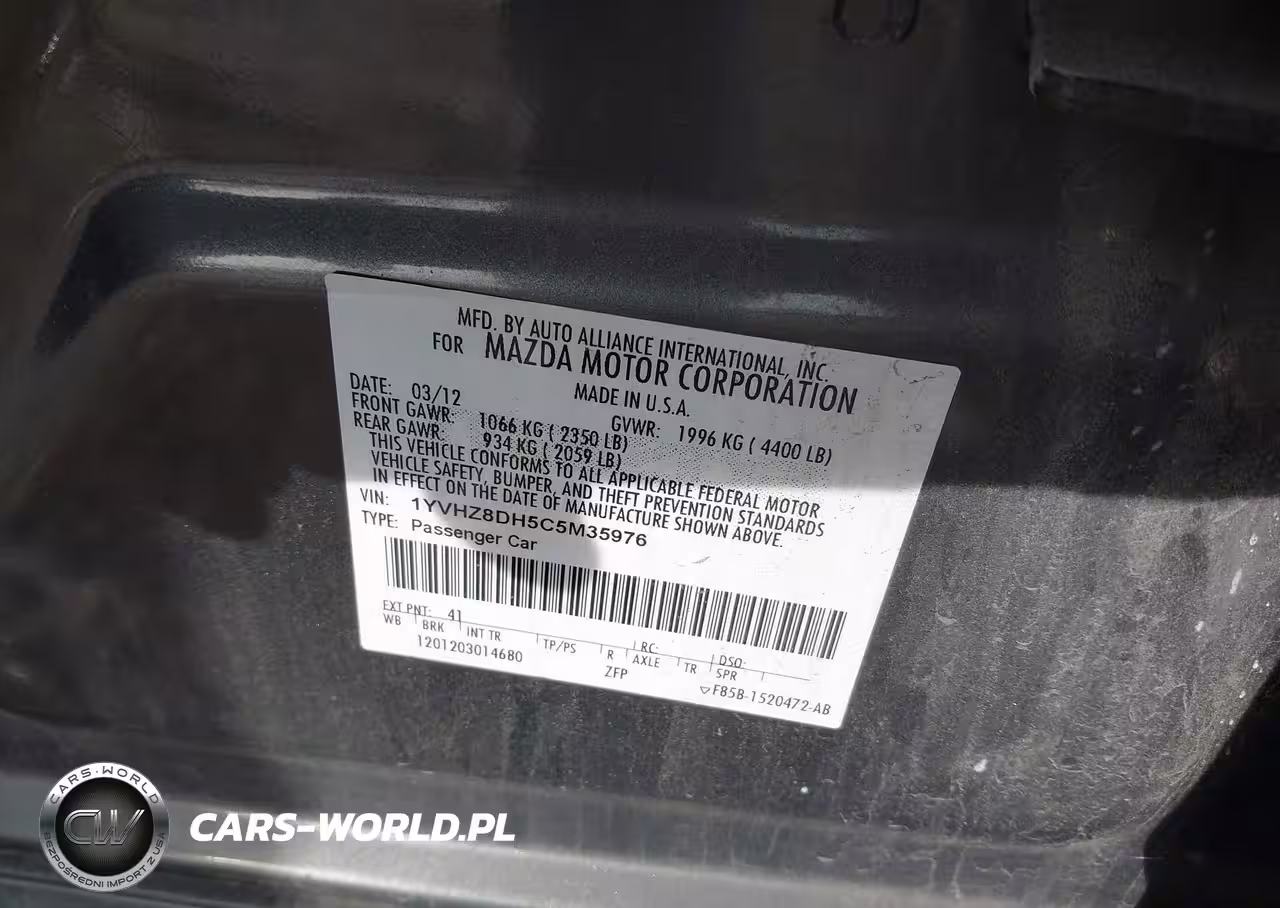 MFD. BY AUTO ALLIANCE INTERNATIONAL, INC.
FOR MAZDA MOTOR CORPORATION
MADE IN U.S.A.
DATE: 03/12
GVWR: 1996 KG ( 4400 LB)
FRONT GAWR: 1066 KG ( 2350 LB)
REAR GAWR: 934 KG ( 2059 LB)
THIS VEHICLE CONFORMS TO ALL APPLICABLE FEDERAL MOTOR
VEHICLE SAFETY, BUMPER, AND THEFT PREVENTION STANDARDS
IN EFFECT ON THE DATE OF MANUFACTURE SHOWN ABOVE.
VIN: 1YVHZ8DH5C5M35976
TYPE: Passenger Car
EXT PNT: 41 RC: DSO:
WB BRK INT TR TP/PS R AXLE TR SPR
1201203014680 ZFP
F85B-1520472-AB
CARS-WORLD
CW
BEZPOŚREDNI IMPORT Z USA
CARS-WORLD.PL